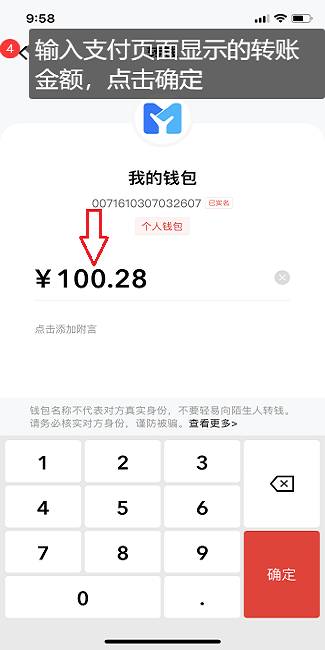 9:58
4
输入支付页面显示的转账
金额，点击确定
我的钱包
0071610307032607 已实名
个人钱包
￥100.28
点击添加附言
钱包名称不代表对方真实身份，不要轻易向陌生人转钱。
请务必核实对方身份，谨防被骗。查看更多>
1 2 3
4 5 6
7 8 9
确定
0 .